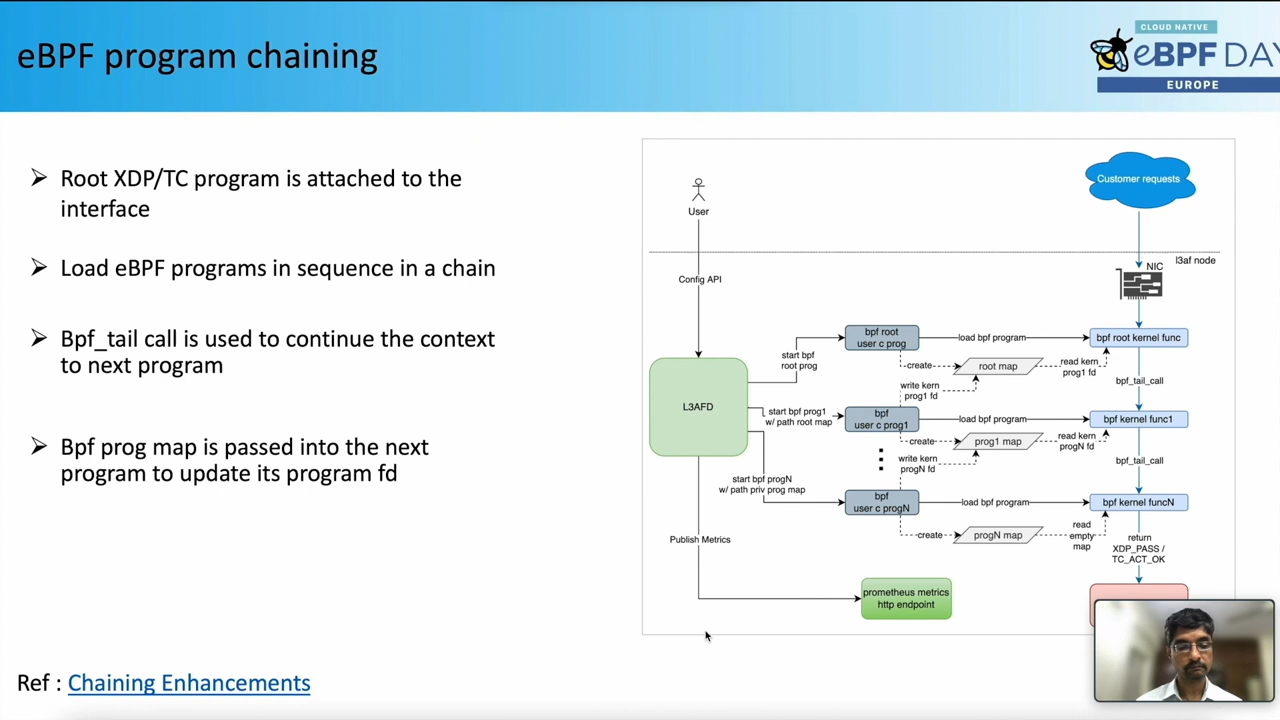 eBPF program chaining
CLOUD NATIVE
eBPF DAY
EUROPE
➢ Root XDP/TC program is attached to the
interface
➢ Load eBPF programs in sequence in a chain
➢ Bpf_tail call is used to continue the context
to next program
➢ Bpf prog map is passed into the next
program to update its program fd
Ref : Chaining Enhancements
Customer requests
User
l3af node
NIC
Config API
bpf root
user c prog
load bpf program
bpf root kernel func
start bpf
root prog
create
root map
read kern
prog1 fd
bpf_tail_call
write kern
prog1 fd
L3AFD
start bpf prog1
w/ path root map
bpf
user c prog1
load bpf program
bpf kernel func1
create
prog1 map
read kern
progN fd
bpf_tail_call
write kern
progN fd
start bpf progN
w/ path priv prog map
bpf
user c progN
load bpf program
bpf kernel funcN
create
progN map
read
empty
map
return
XDP_PASS /
TC_ACT_OK
Publish Metrics
prometheus metrics
http endpoint